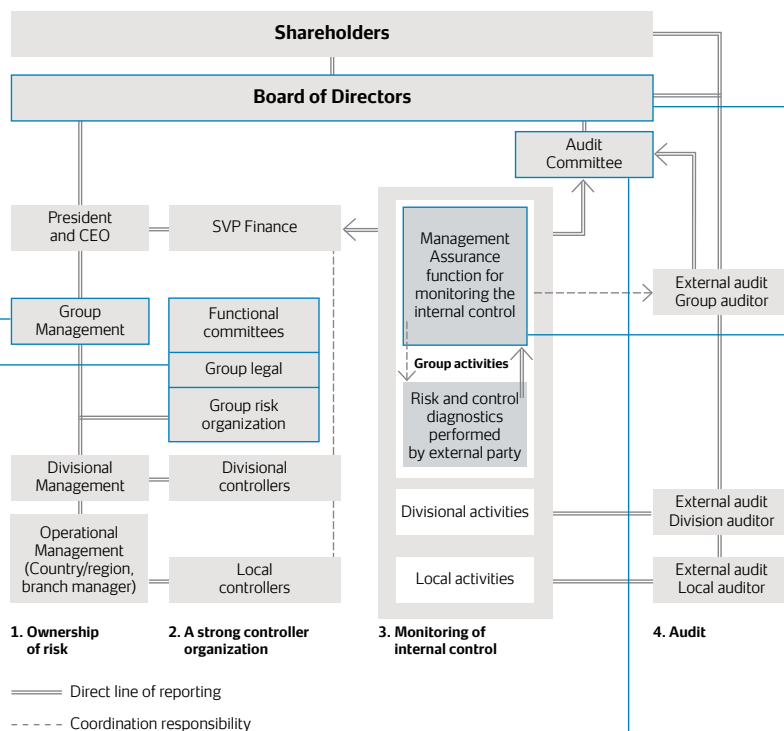 Shareholders
Board of Directors
Audit
Committee
President
and CEO
SVP Finance
Management
Assurance
function for
monitoring the
internal control
External audit
Group auditor
Group
Management
Functional
committees
Group legal
Group risk
organization
Group activities
Risk and control
diagnostics
performed
by external party
Divisional
Management
Divisional
controllers
Divisional activities
External audit
Division auditor
Operational
Management
(Country/region,
branch manager)
Local
controllers
Local activities
External audit
Local auditor
1. Ownership
of risk
2. A strong controller
organization
3. Monitoring of
internal control
4. Audit
Direct line of reporting
Coordination responsibility